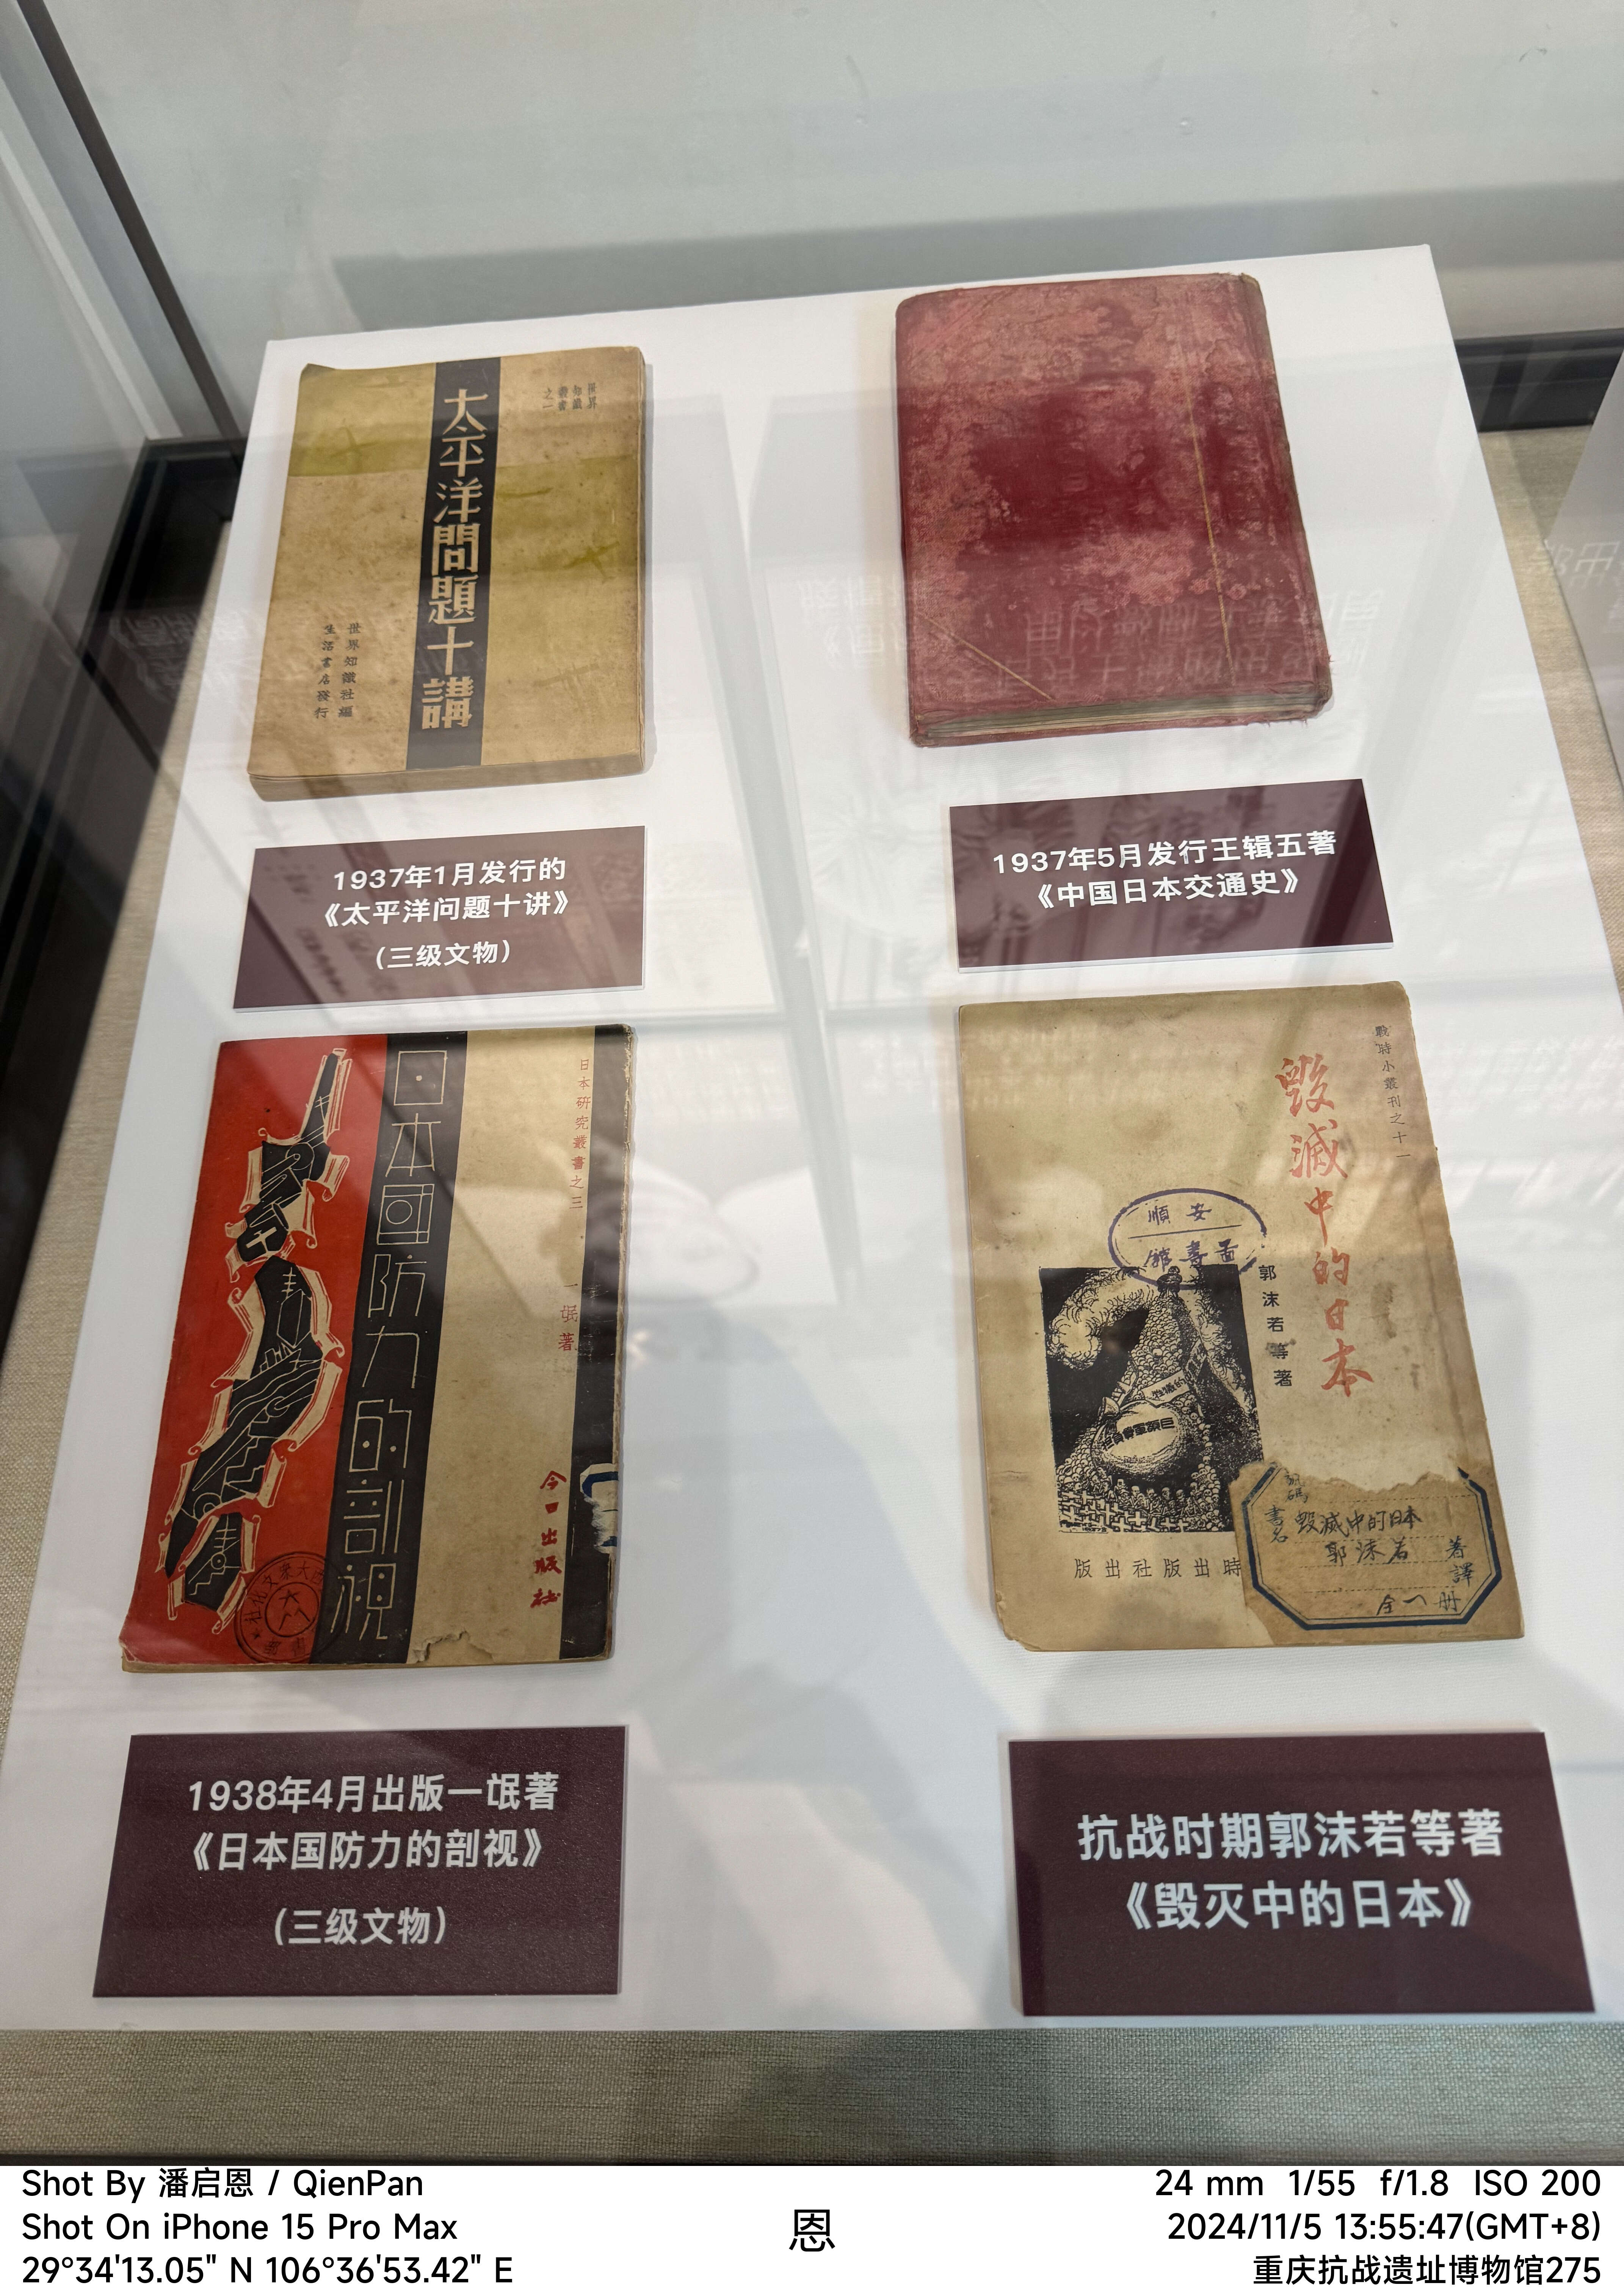 世界
知識
叢書
之一
太平洋問題十講
世界知識社編
生活書店發行
1937年1月发行的
《太平洋问题十讲》
(三级文物)
1937年5月发行王辑五著
《中国日本交通史》
日本研究叢書之三
一氓著
日本國防力的剖視
今日出版社
1938年4月出版一氓著
《日本国防力的剖视》
(三级文物)
戰時小叢刊之十一
毀滅中的日本
郭沫若等著
安順
圖書館
時出版社出版
號碼
書名
毀滅中的日本
郭沫若
著
譯
全一册
抗战时期郭沫若等著
《毁灭中的日本》
Shot By 潘启恩 / QienPan
Shot On iPhone 15 Pro Max
29°34'13.05" N 106°36'53.42" E
恩
24 mm 1/55 f/1.8 ISO 200
2024/11/5 13:55:47(GMT+8)
重庆抗战遗址博物馆275